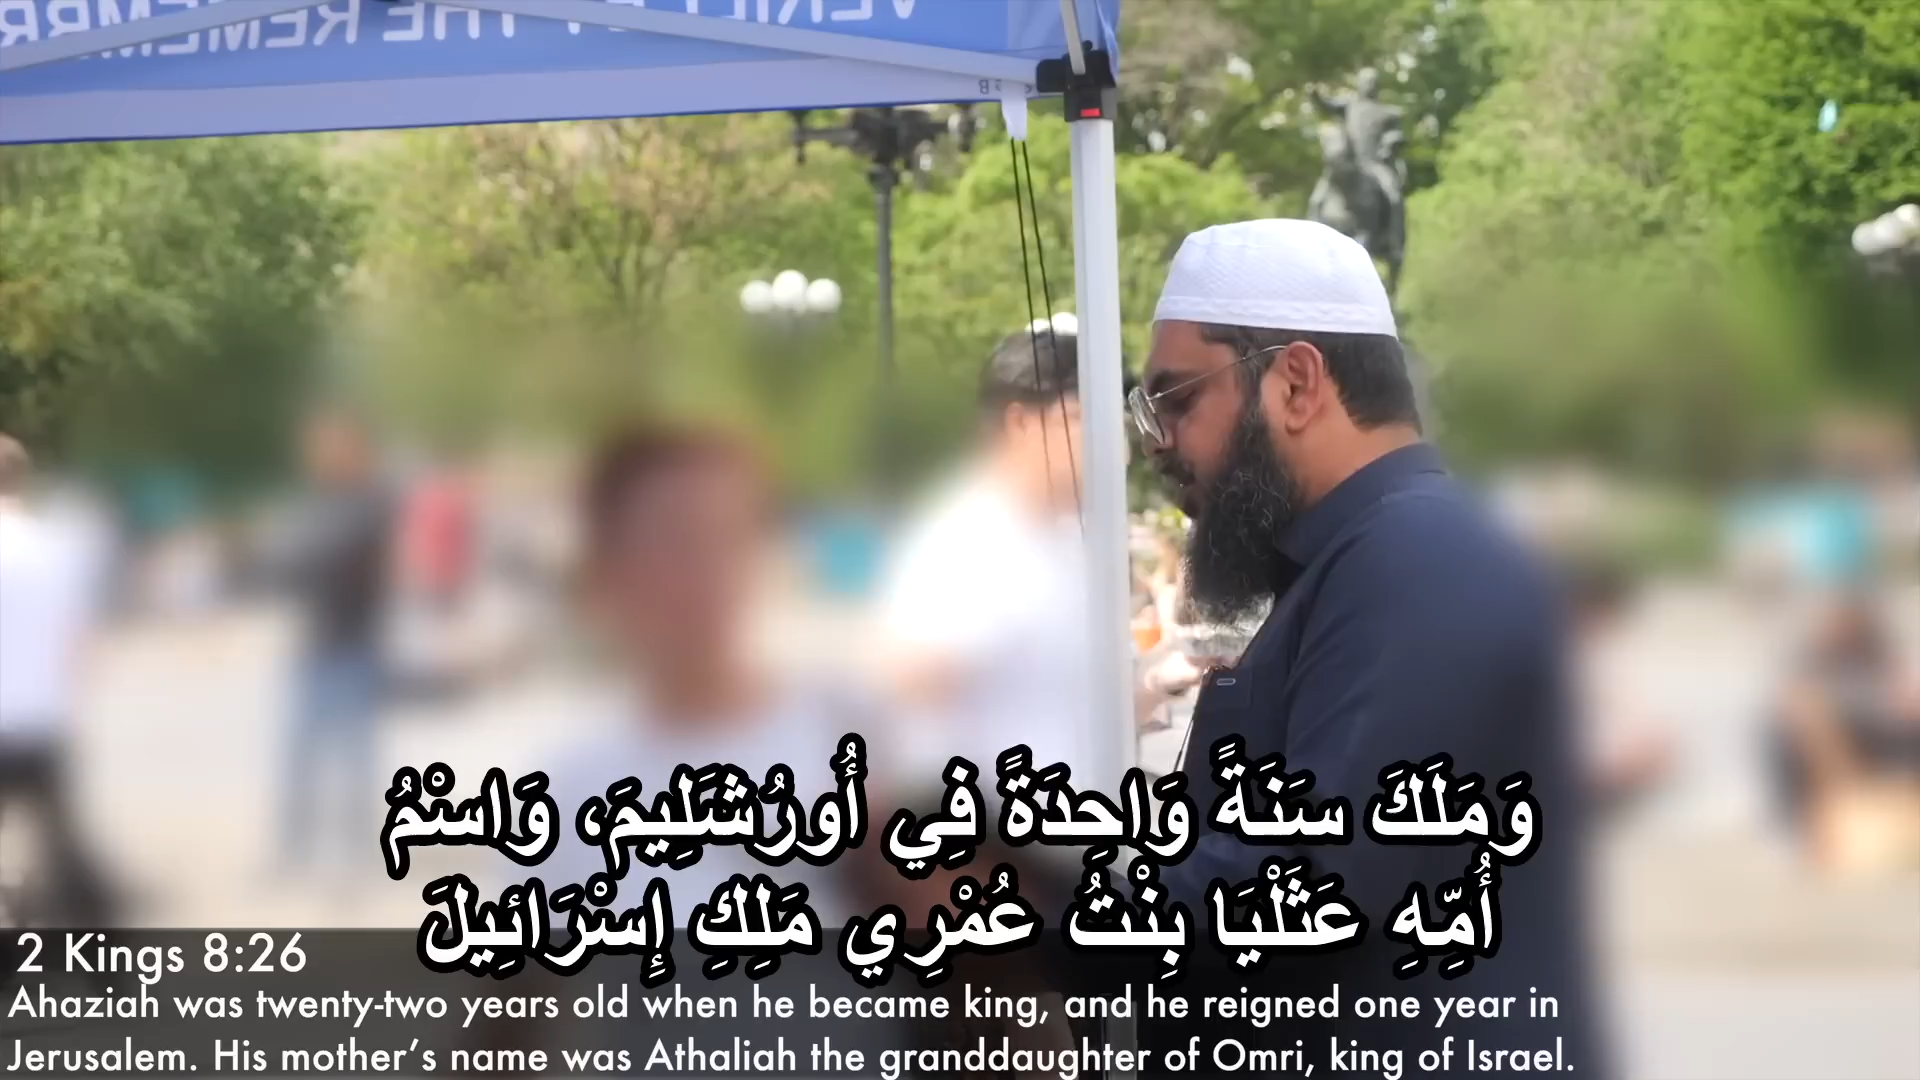 THE REMEMBR
وَمَلَكَ سَنَةً وَاحِدَةً فِي أُورُشَلِيمَ، وَاسْمُ
أُمِّهِ عَثَلْيَا بِنْتُ عُمْرِي مَلِكِ إِسْرَائِيلَ
2 Kings 8:26
Ahaziah was twenty-two years old when he became king, and he reigned one year in
Jerusalem. His mother’s name was Athaliah the granddaughter of Omri, king of Israel.